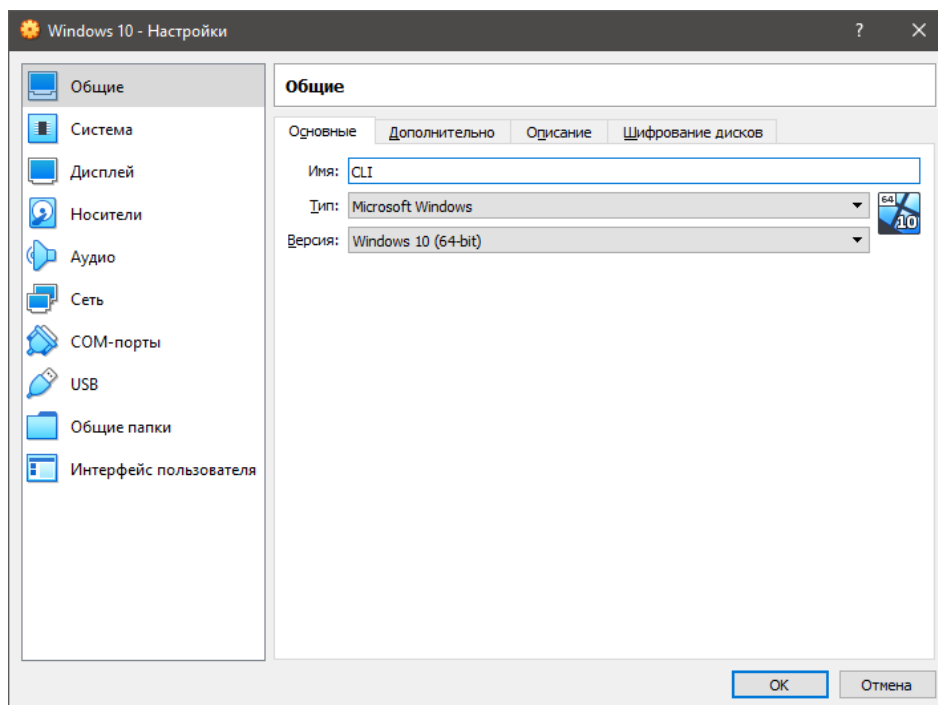 Windows 10 - Настройки
?
Общие
Система
Дисплей
Носители
Аудио
Сеть
COM-порты
USB
Общие папки
Интерфейс пользователя
Общие
Основные Дополнительно Описание Шифрование дисков
Имя: CLI
Тип: Microsoft Windows
64
10
Версия: Windows 10 (64-bit)
OK Отмена